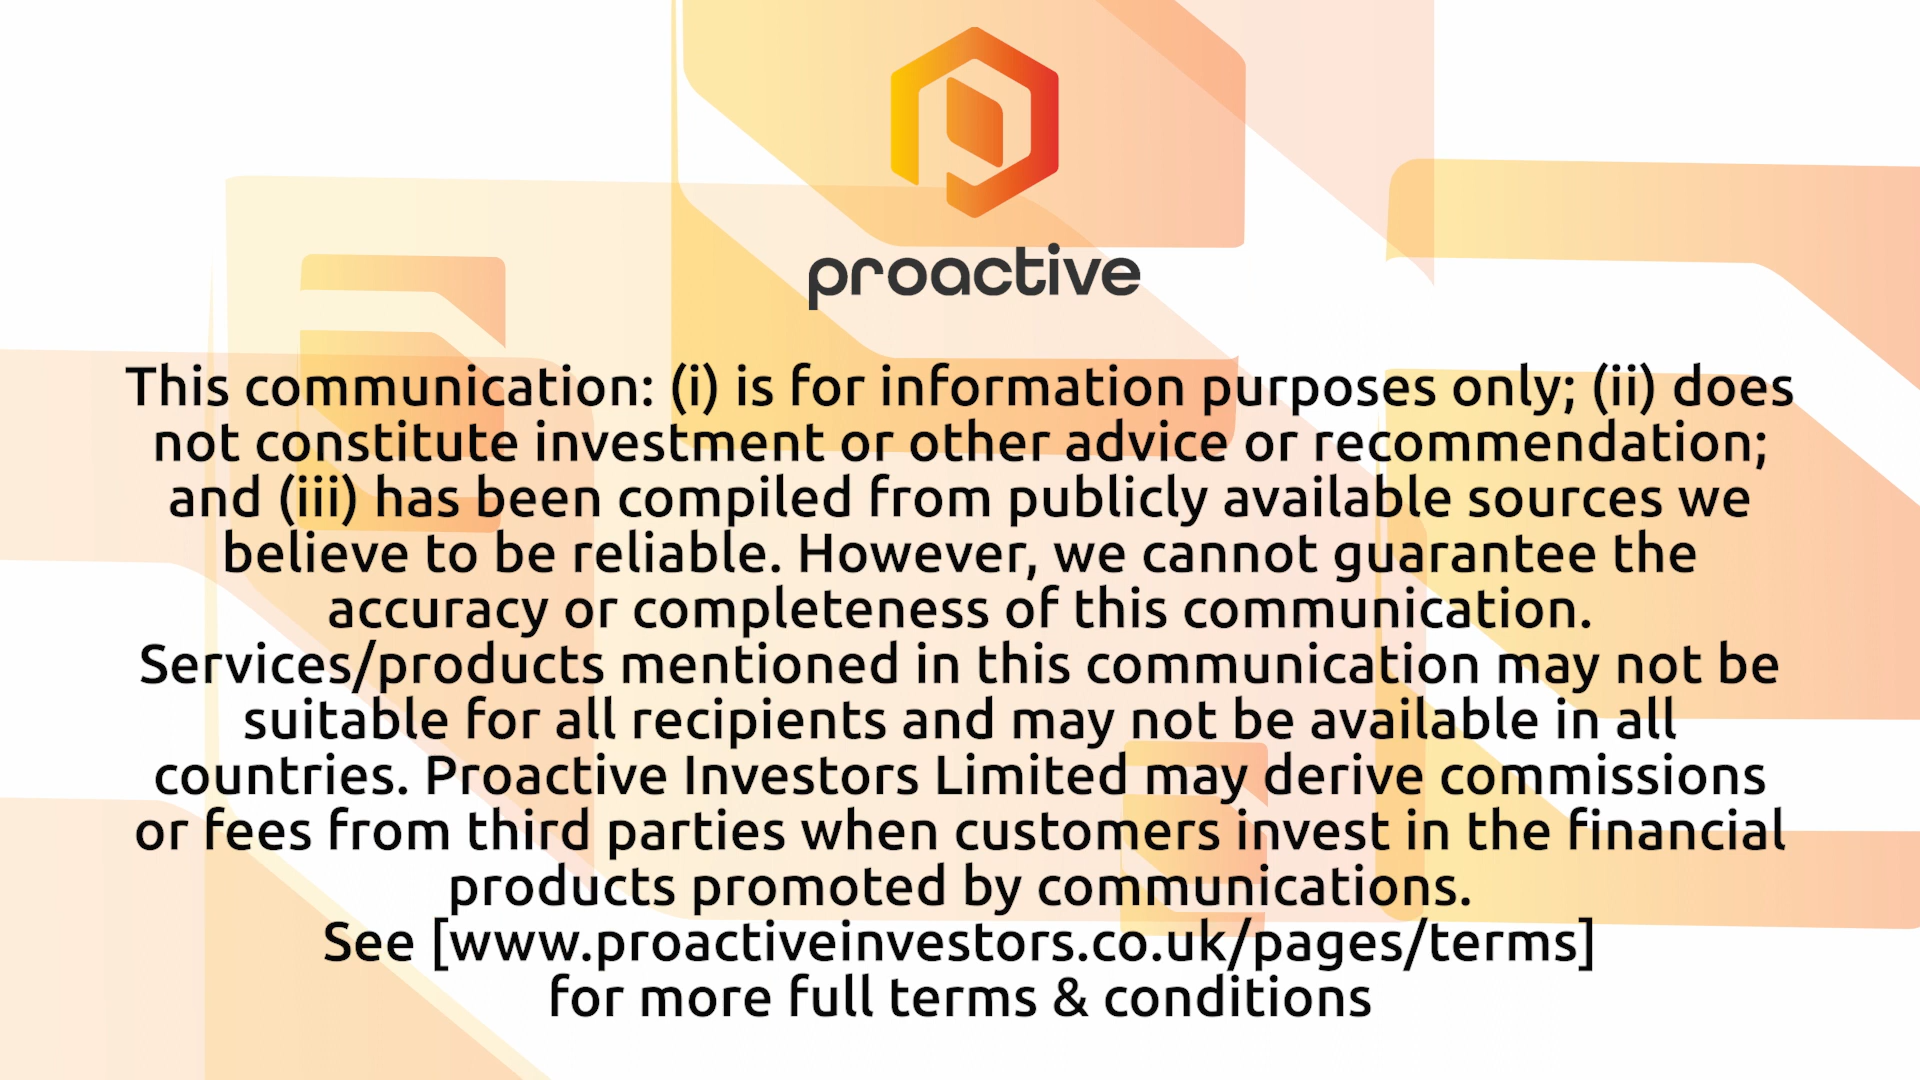 proactive
This communication: (i) is for information purposes only; (ii) does
not constitute investment or other advice or recommendation;
and (iii) has been compiled from publicly available sources we
believe to be reliable. However, we cannot guarantee the
accuracy or completeness of this communication.
Services/products mentioned in this communication may not be
suitable for all recipients and may not be available in all
countries. Proactive Investors Limited may derive commissions
or fees from third parties when customers invest in the financial
products promoted by communications.
See [www.proactiveinvestors.co.uk/pages/terms]
for more full terms & conditions